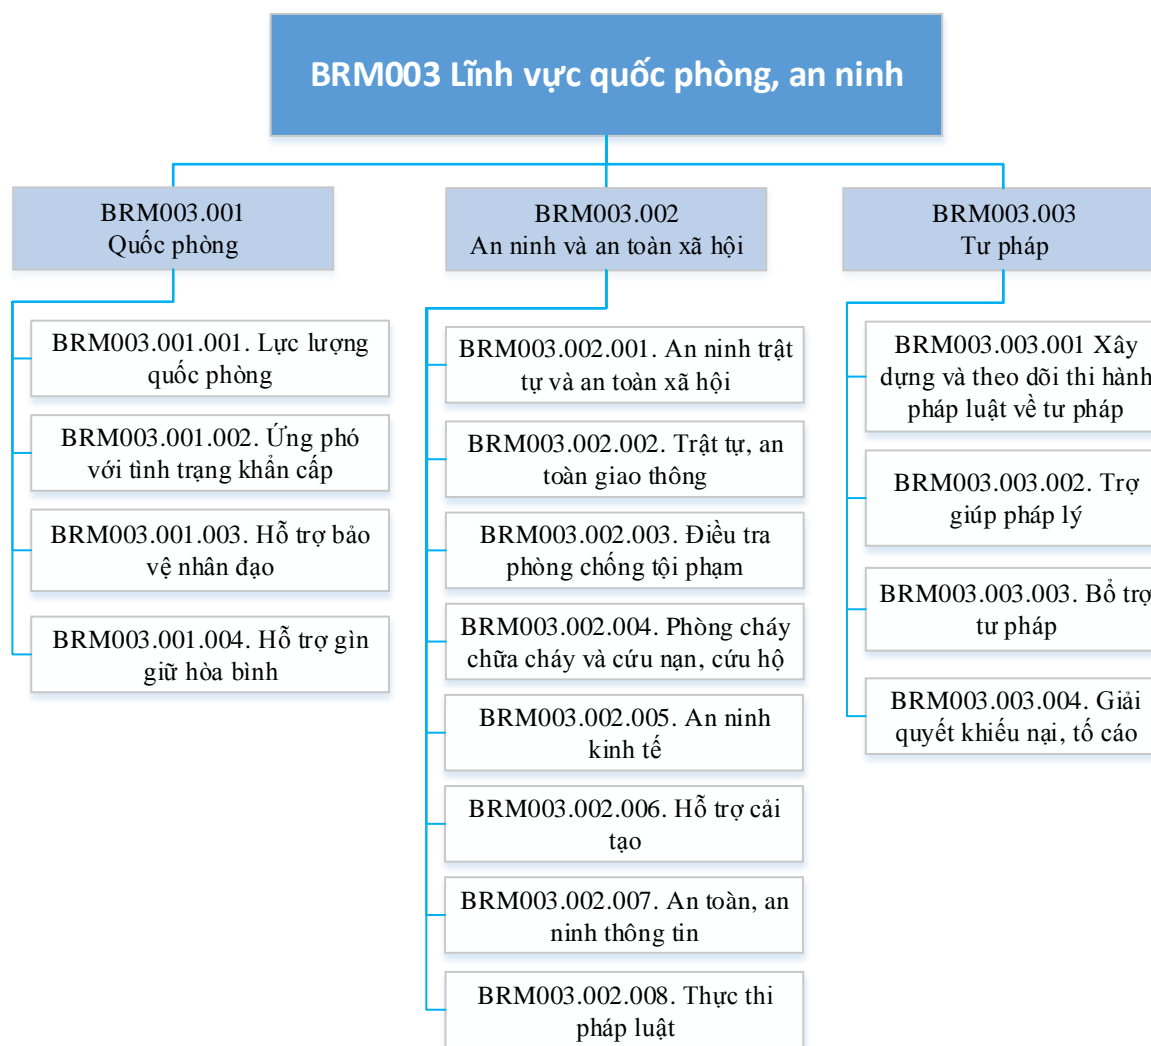 BRM003 Lĩnh vực quốc phòng, an ninh
BRM003.001
Quốc phòng
BRM003.001.001. Lực lượng
quốc phòng
BRM003.001.002. Ứng phó
với tình trạng khẩn cấp
BRM003.001.003. Hỗ trợ bảo
vệ nhân đạo
BRM003.001.004. Hỗ trợ gìn
giữ hòa bình
BRM003.002
An ninh và an toàn xã hội
BRM003.002.001. An ninh trật
tự và an toàn xã hội
BRM003.002.002. Trật tự, an
toàn giao thông
BRM003.002.003. Điều tra
phòng chống tội phạm
BRM003.002.004. Phòng cháy
chữa cháy và cứu nạn, cứu hộ
BRM003.002.005. An ninh
kinh tế
BRM003.002.006. Hỗ trợ cải
tạo
BRM003.002.007. An toàn, an
ninh thông tin
BRM003.002.008. Thực thi
pháp luật
BRM003.003
Tư pháp
BRM003.003.001 Xây
dựng và theo dõi thi hành
pháp luật về tư pháp
BRM003.003.002. Trợ
giúp pháp lý
BRM003.003.003. Bổ trợ
tư pháp
BRM003.003.004. Giải
quyết khiếu nại, tố cáo